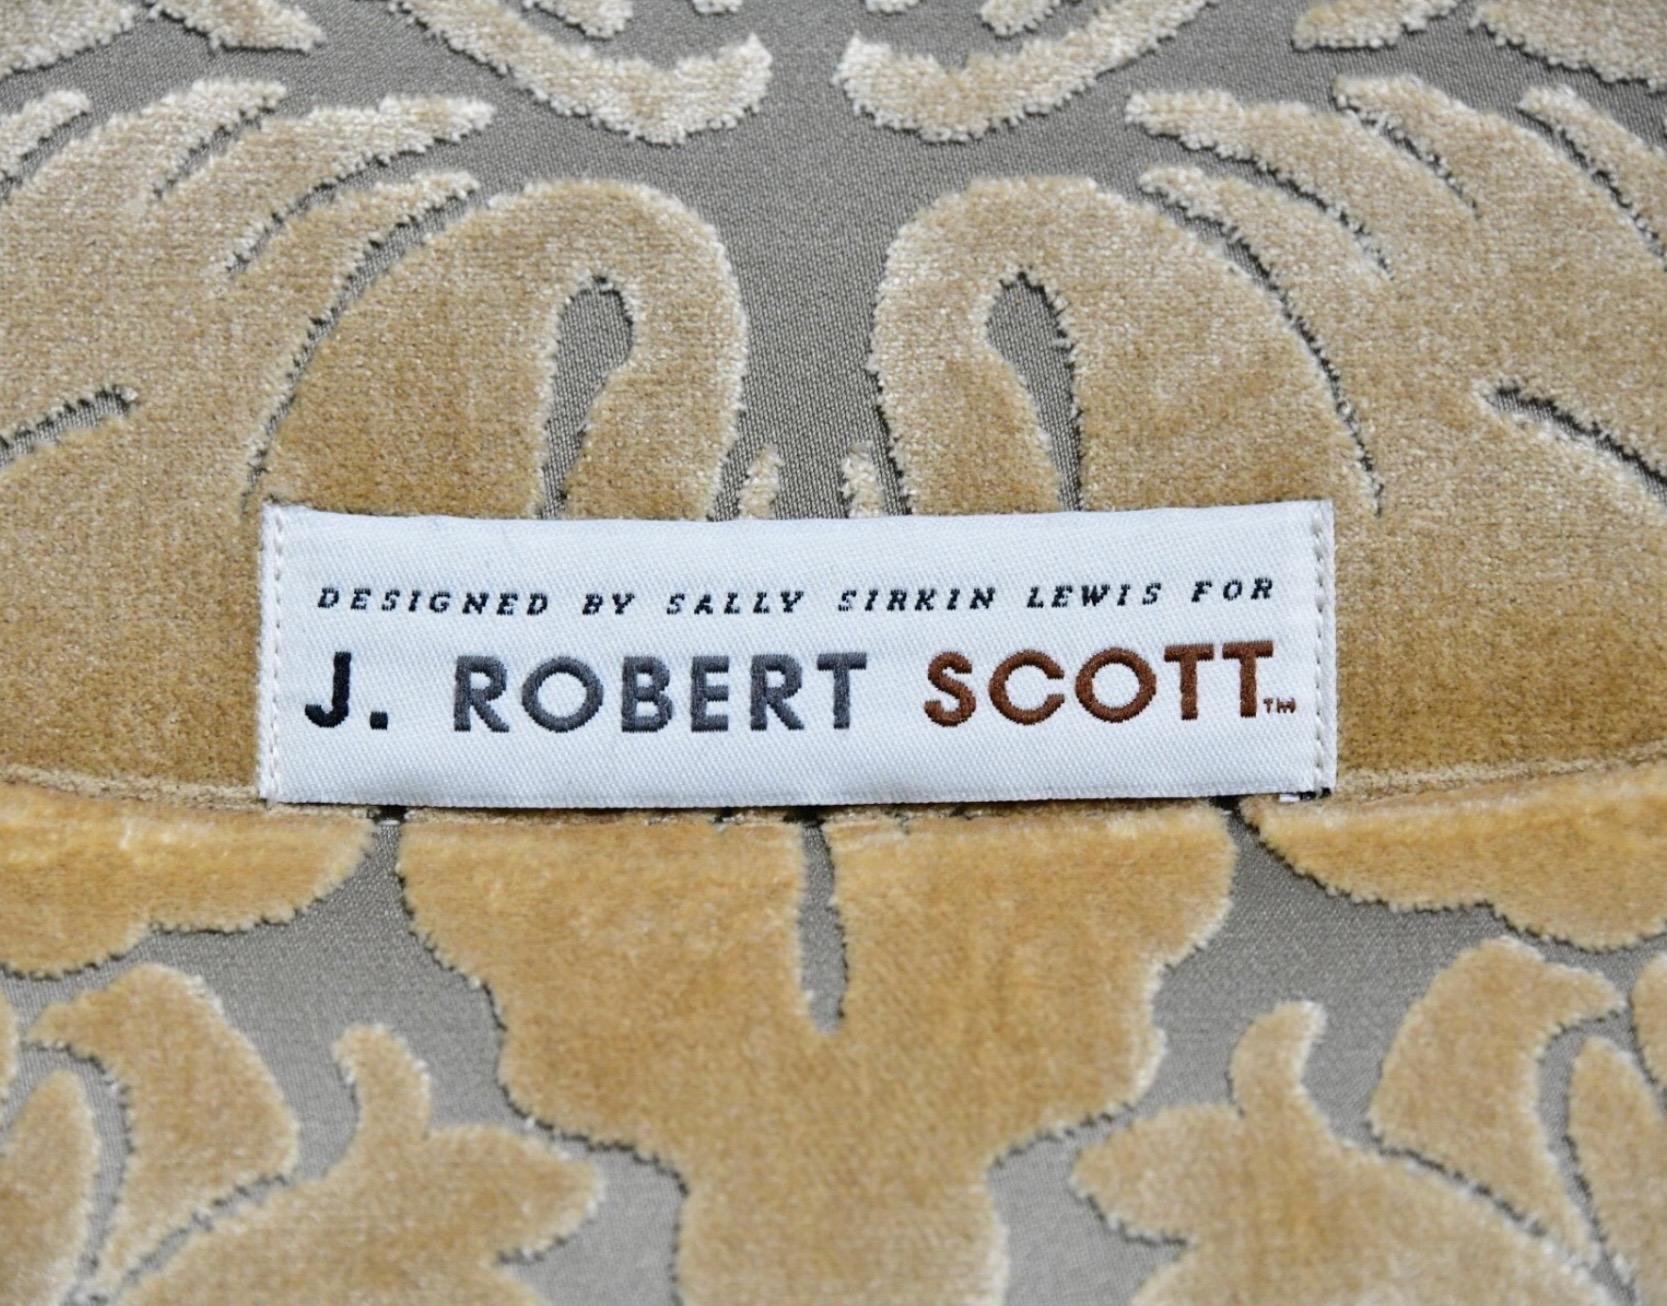 DESIGNED BY SALLY SIRKIN LEWIS FOR
J. ROBERT SCOTT™